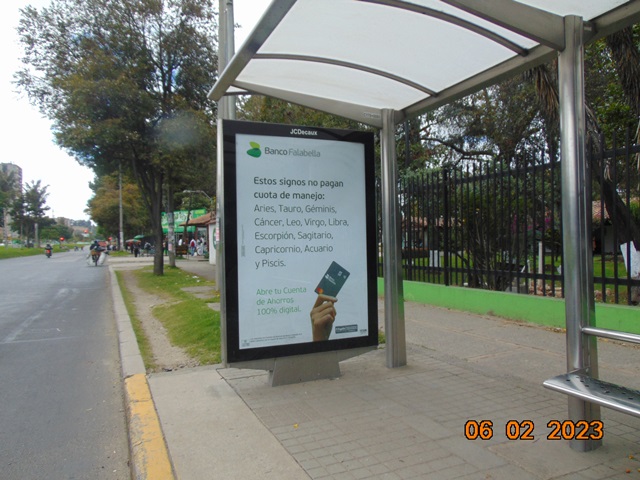 JCDecaux
Banco Falabella
Estos signos no pagan
cuota de manejo:
Aries, Tauro, Géminis,
Cáncer, Leo, Virgo, Libra,
Escorpión, Sagitario,
Capricornio, Acuario
y Piscis.
Abre tu Cuenta
de Ahorros
100% digital.
06 02 2023